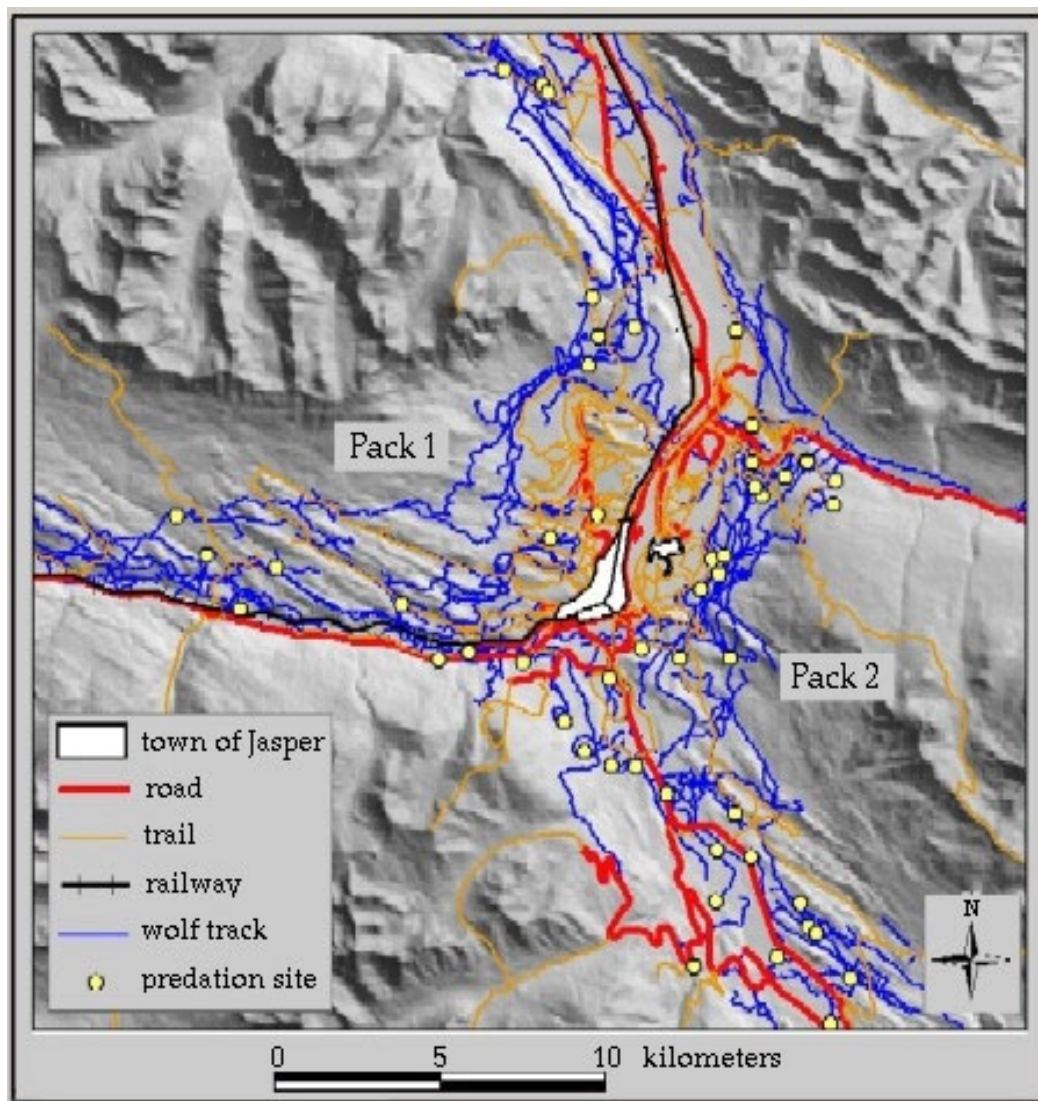 Pack 1
Pack 2
town of Jasper
road
trail
railway
wolf track
predation site
N
0 5 10 kilometers